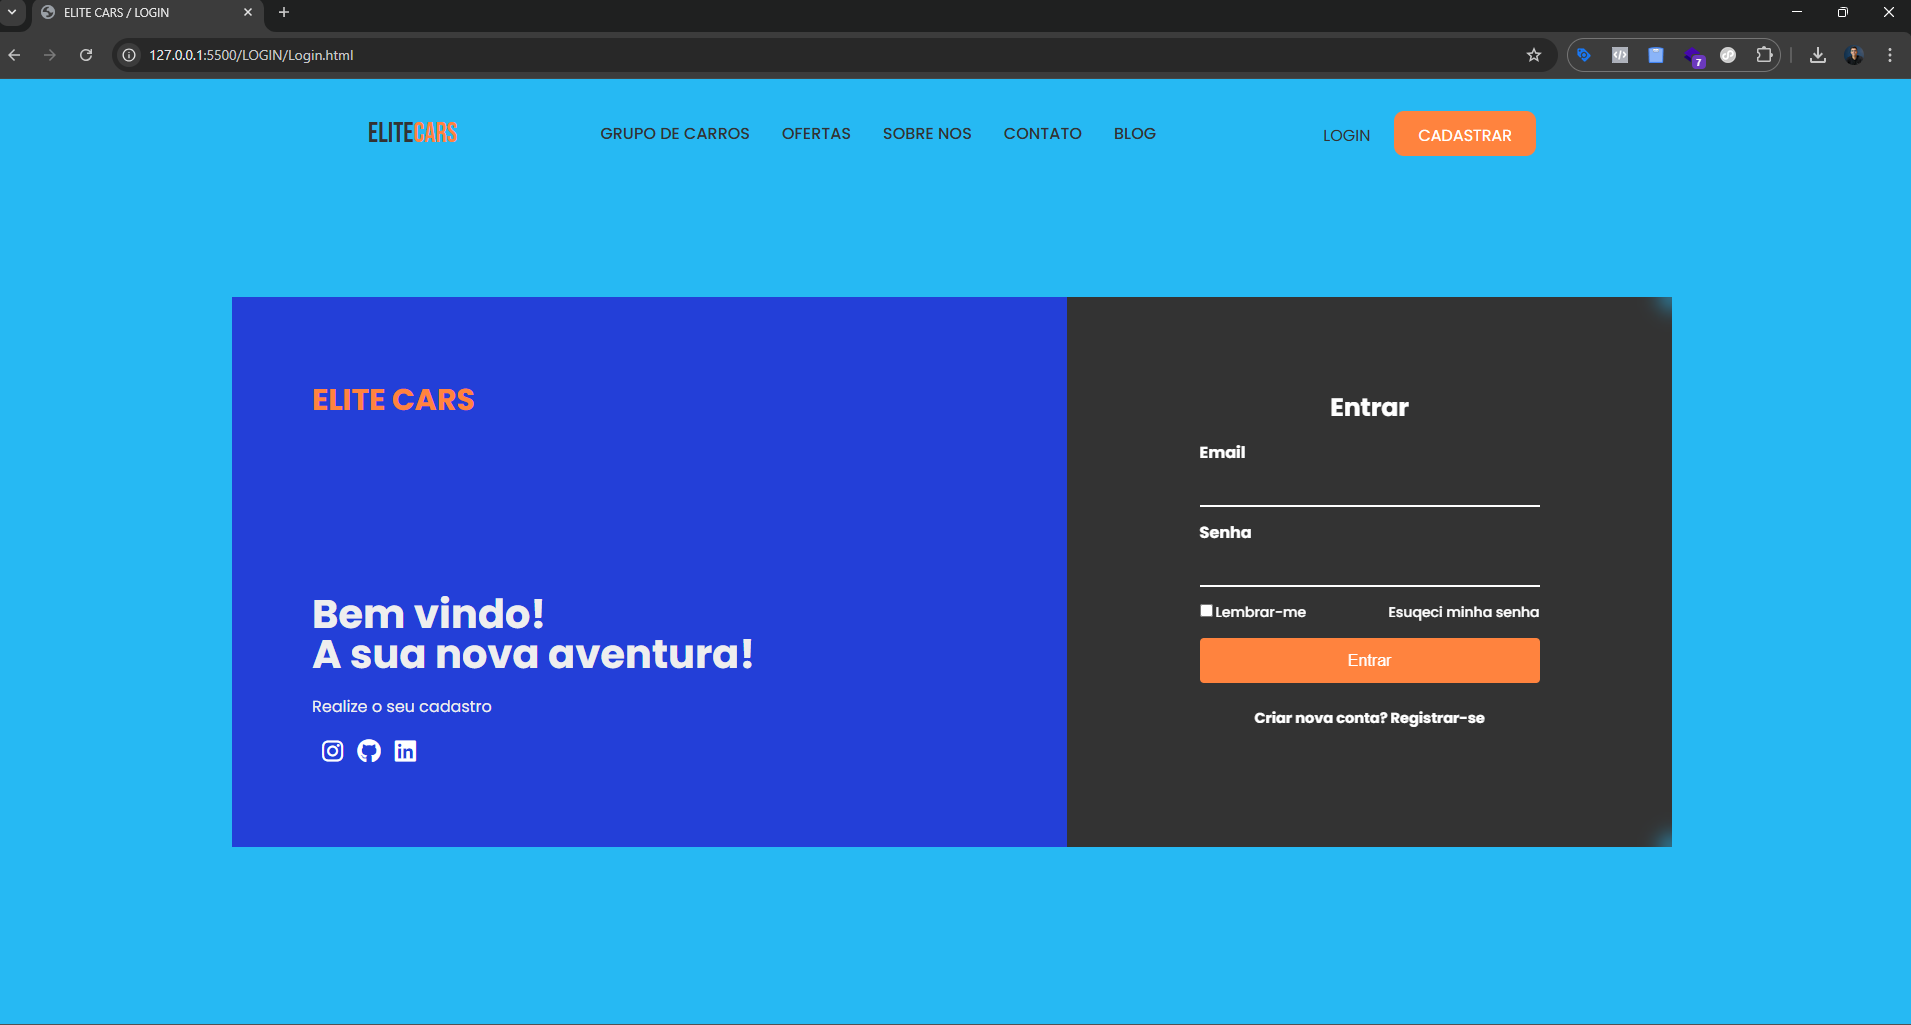 ELITE CARS / LOGIN
127.0.0.1:5500/LOGIN/Login.html
7
ELITECARS
GRUPO DE CARROS OFERTAS SOBRE NOS CONTATO BLOG
LOGIN CADASTRAR
ELITE CARS
Bem vindo!
A sua nova aventura!
Realize o seu cadastro
Entrar
Email
Senha
Lembrar-me Esuqeci minha senha
Entrar
Criar nova conta? Registrar-se